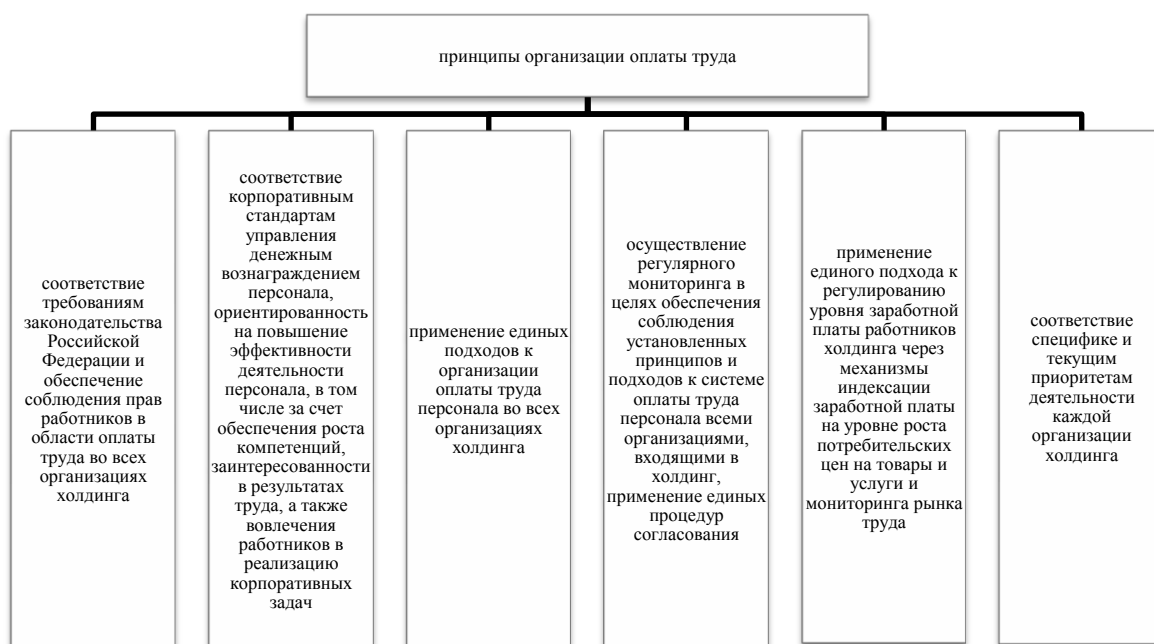 принципы организации оплаты труда
соответствие
требованиям
законодательства
Российской
Федерации и
обеспечение
соблюдения прав
работников в
области оплаты
труда во всех
организациях
холдинга
соответствие
корпоративным
стандартам
управления
денежным
вознаграждением
персонала,
ориентированность
на повышение
эффективности
деятельности
персонала, в том
числе за счет
обеспечения роста
компетенций,
заинтересованности
в результатах
труда, а также
вовлечения
работников в
реализацию
корпоративных
задач
применение единых
подходов к
организации
оплаты труда
персонала во всех
организациях
холдинга
осуществление
регулярного
мониторинга в
целях обеспечения
соблюдения
установленных
принципов и
подходов к системе
оплаты труда
персонала всеми
организациями,
входящими в
холдинг,
применение единых
процедур
согласования
применение
единого подхода к
регулированию
уровня заработной
платы работников
холдинга через
механизмы
индексации
заработной платы
на уровне роста
потребительских
цен на товары и
услуги и
мониторинга рынка
труда
соответствие
специфике и
текущим
приоритетам
деятельности
каждой
организации
холдинга